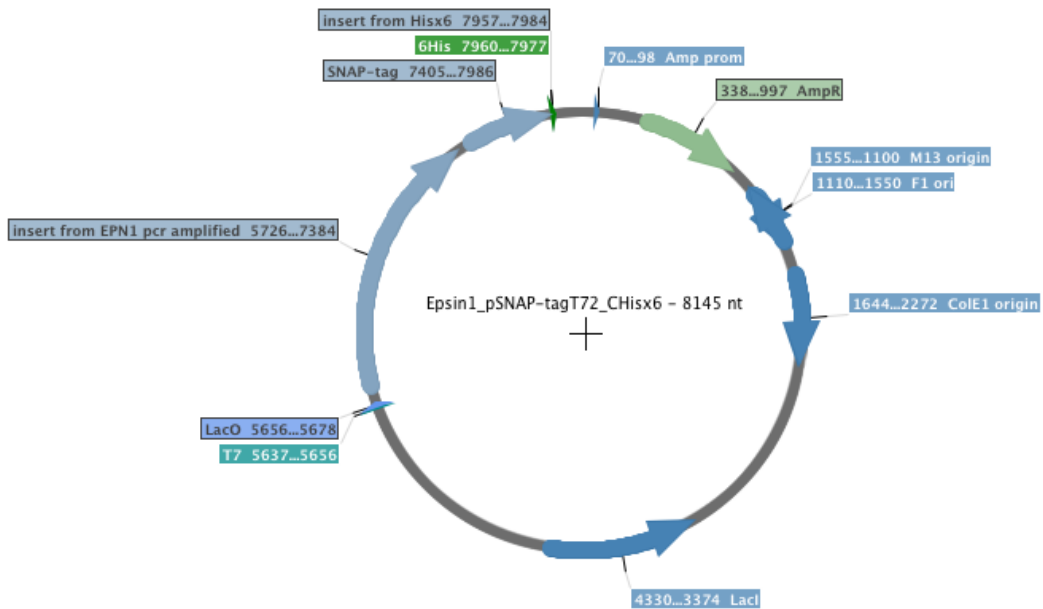 insert from Hisx6 7957...7984
6His 7960...7977
SNAP-tag 7405...7986
70...98 Amp prom
338...997 AmpR
1555...1100 M13 origin
1110...1550 F1 ori
insert from EPN1 pcr amplified 5726...7384
Epsin1_pSNAP-tagT72_CHisx6 - 8145 nt
1644...2272 ColE1 origin
LacO 5656...5678
T7 5637...5656
4330...3374 LacI